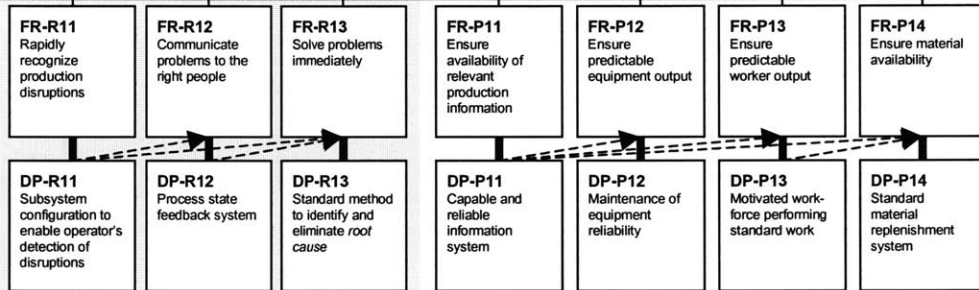 FR-R11
Rapidly
recognize
production
disruptions
FR-R12
Communicate
problems to the
right people
FR-R13
Solve problems
immediately
FR-P11
Ensure
availability of
relevant
production
information
FR-P12
Ensure
predictable
equipment output
FR-P13
Ensure
predictable
worker output
FR-P14
Ensure material
availability
DP-R11
Subsystem
configuration to
enable operator's
detection of
disruptions
DP-R12
Process state
feedback system
DP-R13
Standard method
to identify and
eliminate root
cause
DP-P11
Capable and
reliable
information
system
DP-P12
Maintenance of
equipment
reliability
DP-P13
Motivated work-
force performing
standard work
DP-P14
Standard
material
replenishment
system